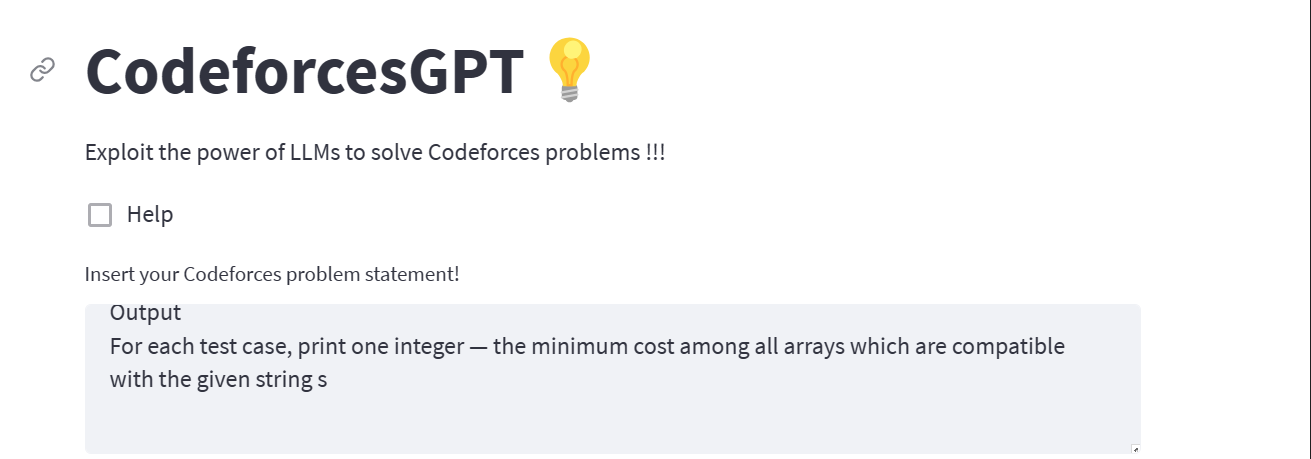 CodeforcesGPT 💡
Exploit the power of LLMs to solve Codeforces problems !!!
Help
Insert your Codeforces problem statement!
Output
For each test case, print one integer — the minimum cost among all arrays which are compatible
with the given string s